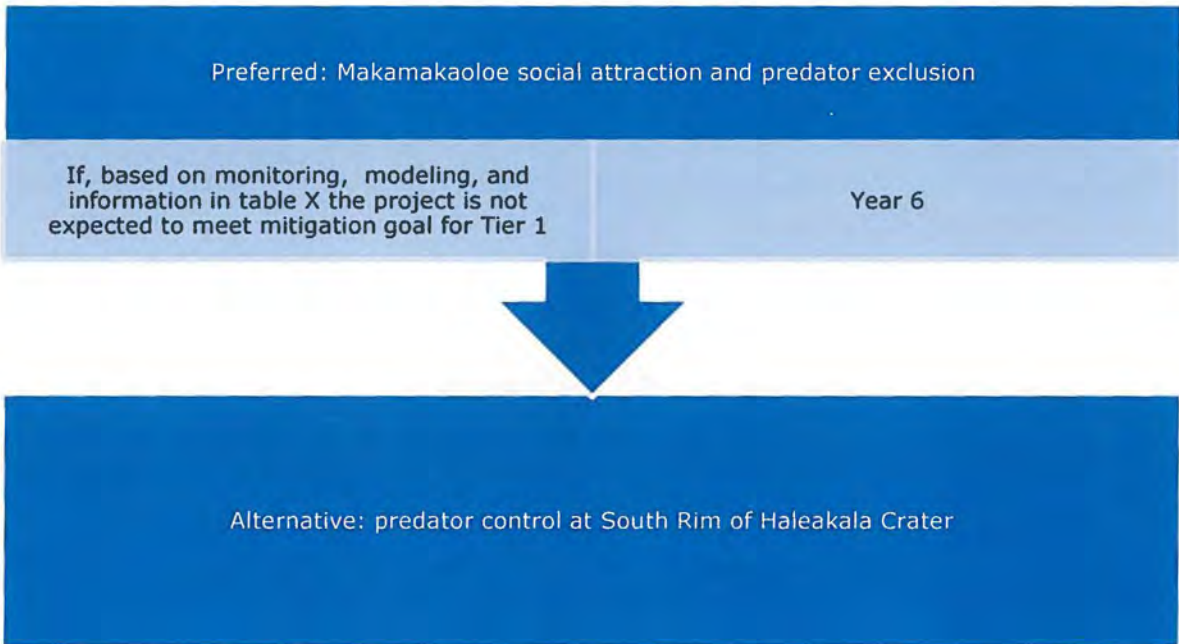 Preferred: Makamakaoloe social attraction and predator exclusion
If, based on monitoring, modeling, and
information in table X the project is not
expected to meet mitigation goal for Tier 1
Year 6
Alternative: predator control at South Rim of Haleakala Crater